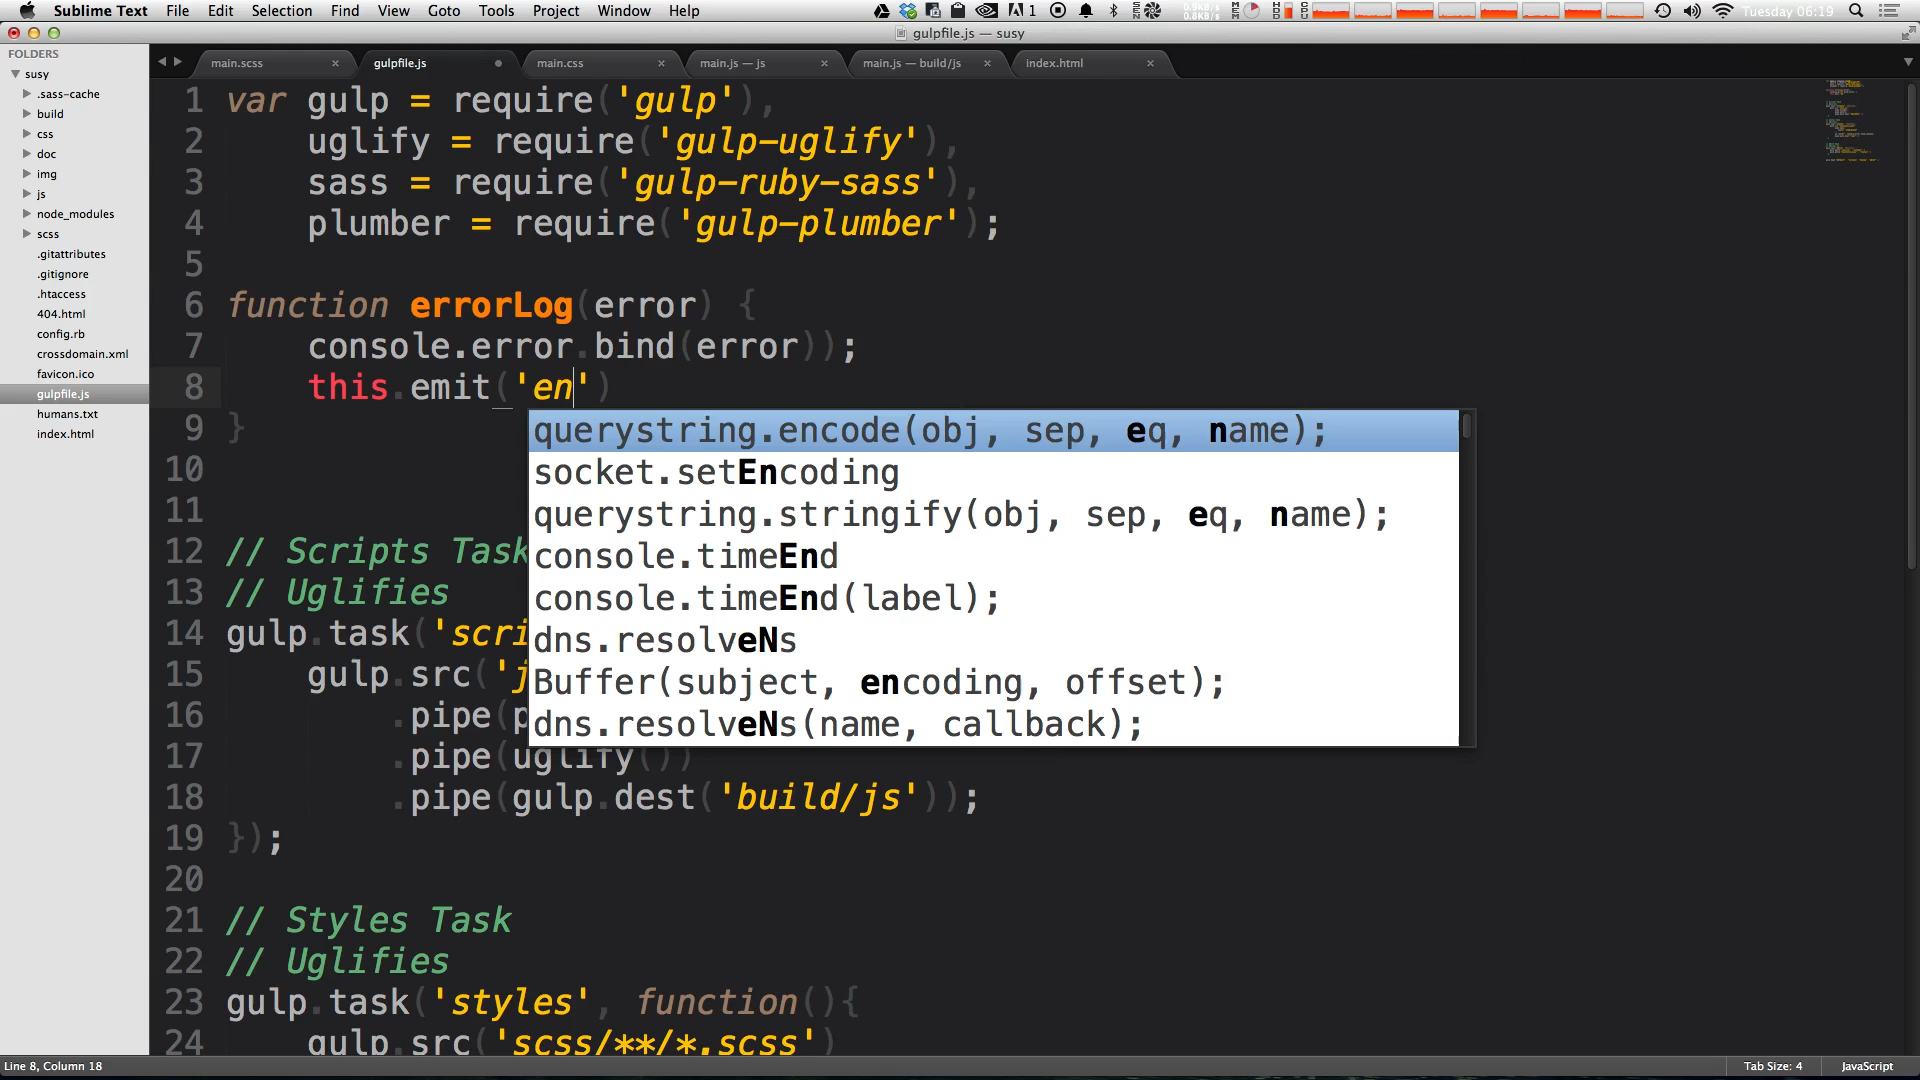 Sublime Text File Edit Selection Find View Goto Tools Project Window Help 1 0.9KB/s 0.8KB/s Tuesday 06:19
gulpfile.js — susy
FOLDERS
susy
.sass-cache
build
css
doc
img
js
node_modules
scss
.gitattributes
.gitignore
.htaccess
404.html
config.rb
crossdomain.xml
favicon.ico
gulpfile.js
humans.txt
index.html
main.scss × gulpfile.js main.css × main.js — js × main.js — build/js × index.html ×
1 var gulp = require('gulp'),
2 uglify = require('gulp-uglify'),
3 sass = require('gulp-ruby-sass'),
4 plumber = require('gulp-plumber');
5
6 function errorLog(error) {
7 console.error.bind(error));
8 this.emit('en')
9 }
10
11
12 // Scripts Task
13 // Uglifies
14 gulp.task('scri
15 gulp.src('j
16 .pipe(p
17 .pipe(uglify())
18 .pipe(gulp.dest('build/js'));
19 });
20
21 // Styles Task
22 // Uglifies
23 gulp.task('styles', function(){
24 gulp.src('scss/**/*.scss')
querystring.encode(obj, sep, eq, name);
socket.setEncoding
querystring.stringify(obj, sep, eq, name);
console.timeEnd
console.timeEnd(label);
dns.resolveNs
Buffer(subject, encoding, offset);
dns.resolveNs(name, callback);
Line 8, Column 18 Tab Size: 4 JavaScript